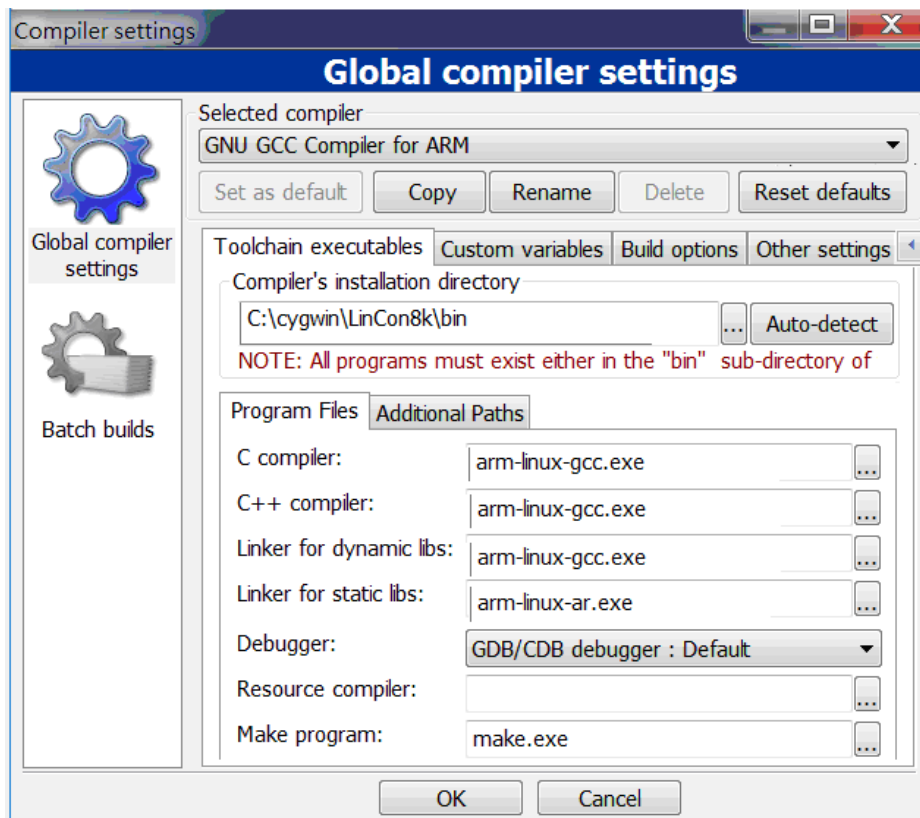 Compiler settings
Global compiler settings
Global compiler
settings
Batch builds
Selected compiler
GNU GCC Compiler for ARM
Set as default Copy Rename Delete Reset defaults
Toolchain executables Custom variables Build options Other settings
Compiler's installation directory
C:\cygwin\LinCon8k\bin ... Auto-detect
NOTE: All programs must exist either in the "bin" sub-directory of
Program Files Additional Paths
C compiler: arm-linux-gcc.exe ...
C++ compiler: arm-linux-gcc.exe ...
Linker for dynamic libs: arm-linux-gcc.exe ...
Linker for static libs: arm-linux-ar.exe ...
Debugger: GDB/CDB debugger : Default
Resource compiler: ...
Make program: make.exe ...
OK Cancel